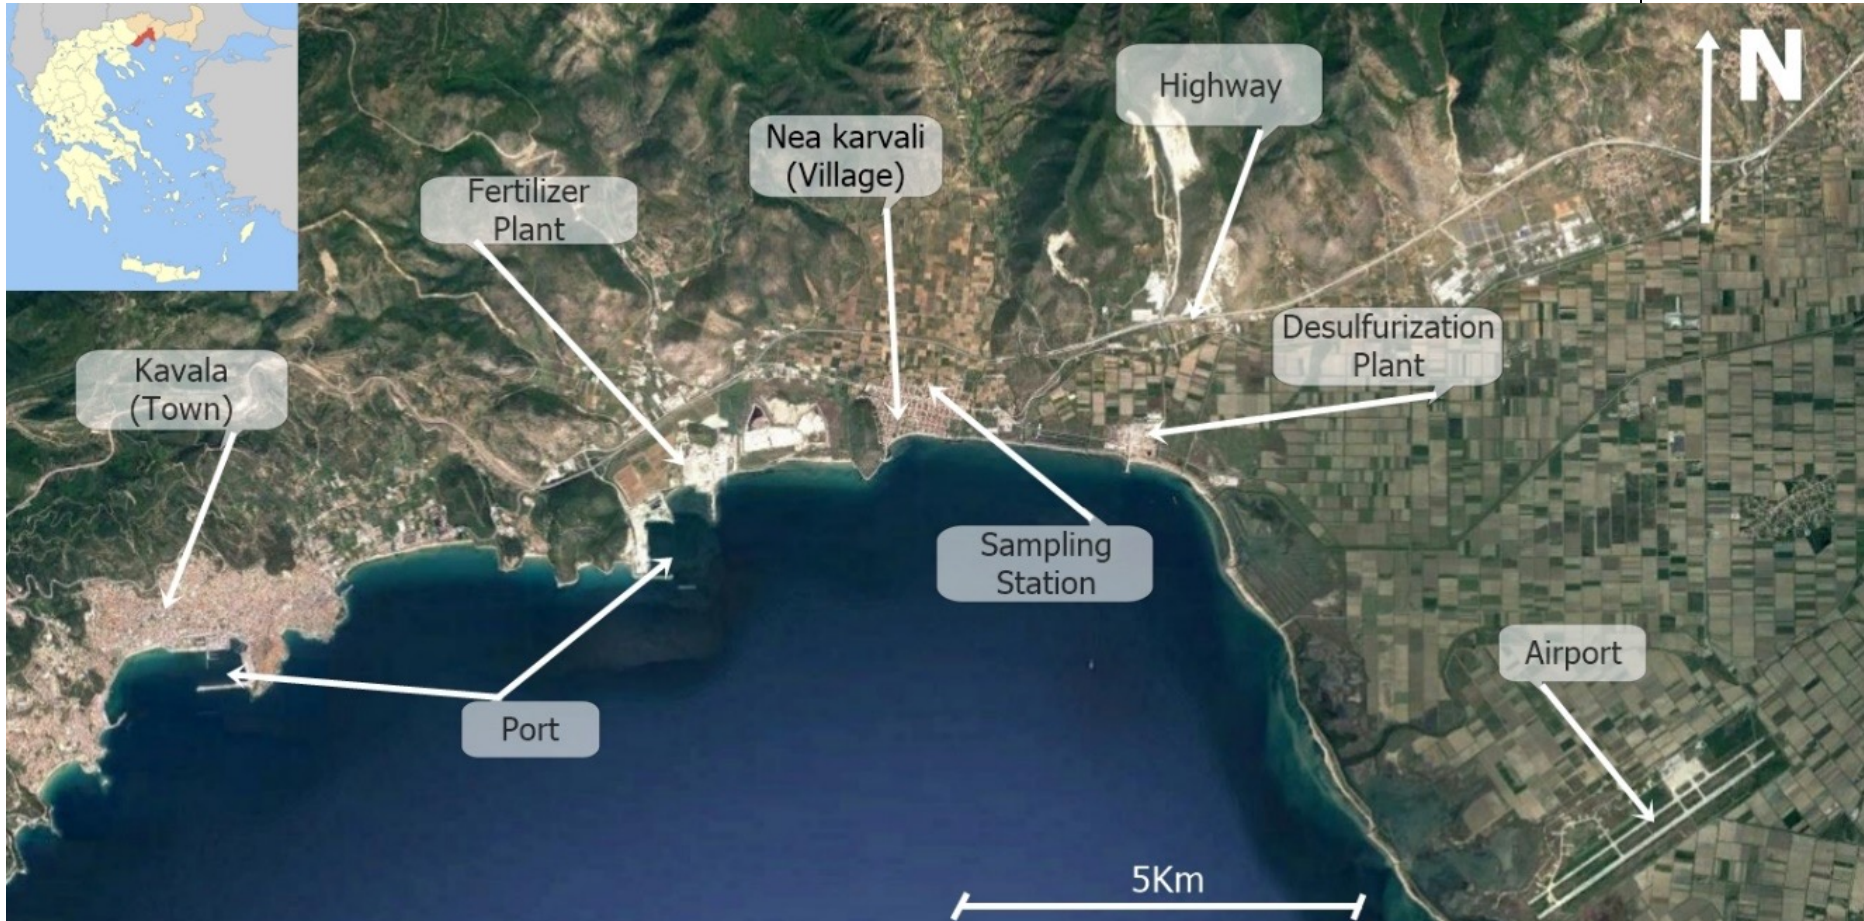 N
Highway
Nea karvali
(Village)
Fertilizer
Plant
Desulfurization
Plant
Kavala
(Town)
Sampling
Station
Airport
Port
5Km